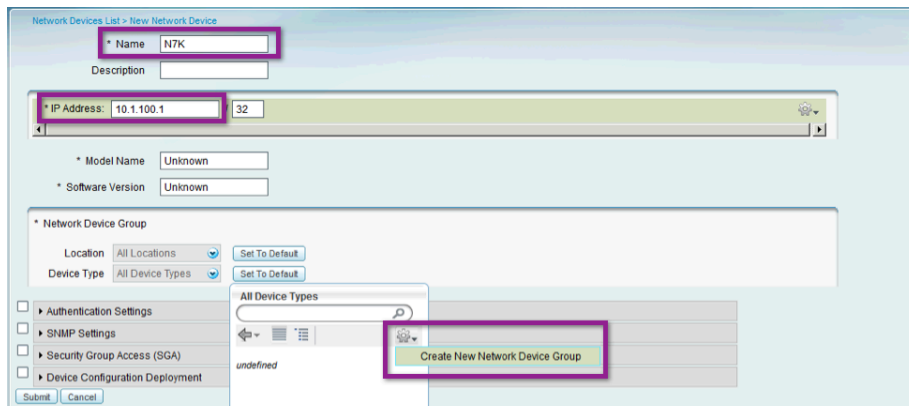 Network Devices List > New Network Device
* Name N7K
Description
* IP Address: 10.1.100.1 / 32
* Model Name Unknown
* Software Version Unknown
* Network Device Group
Location All Locations Set To Default
Device Type All Device Types Set To Default
All Device Types
Authentication Settings
SNMP Settings
Create New Network Device Group
Security Group Access (SGA)
undefined
Device Configuration Deployment
Submit Cancel